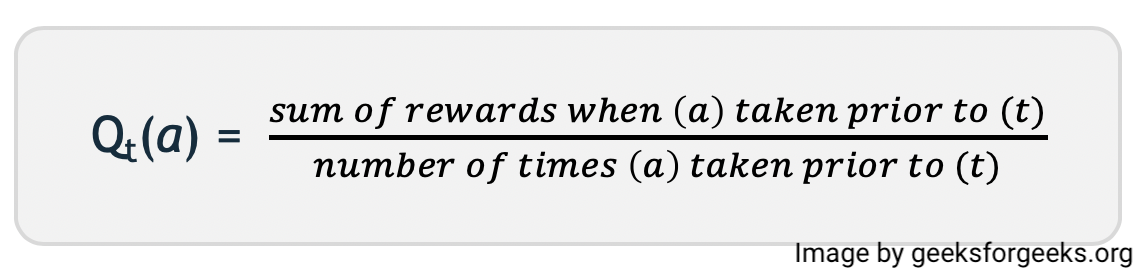 Qt(a) = sum of rewards when (a) taken prior to (t)
number of times (a) taken prior to (t)
Image by geeksforgeeks.org